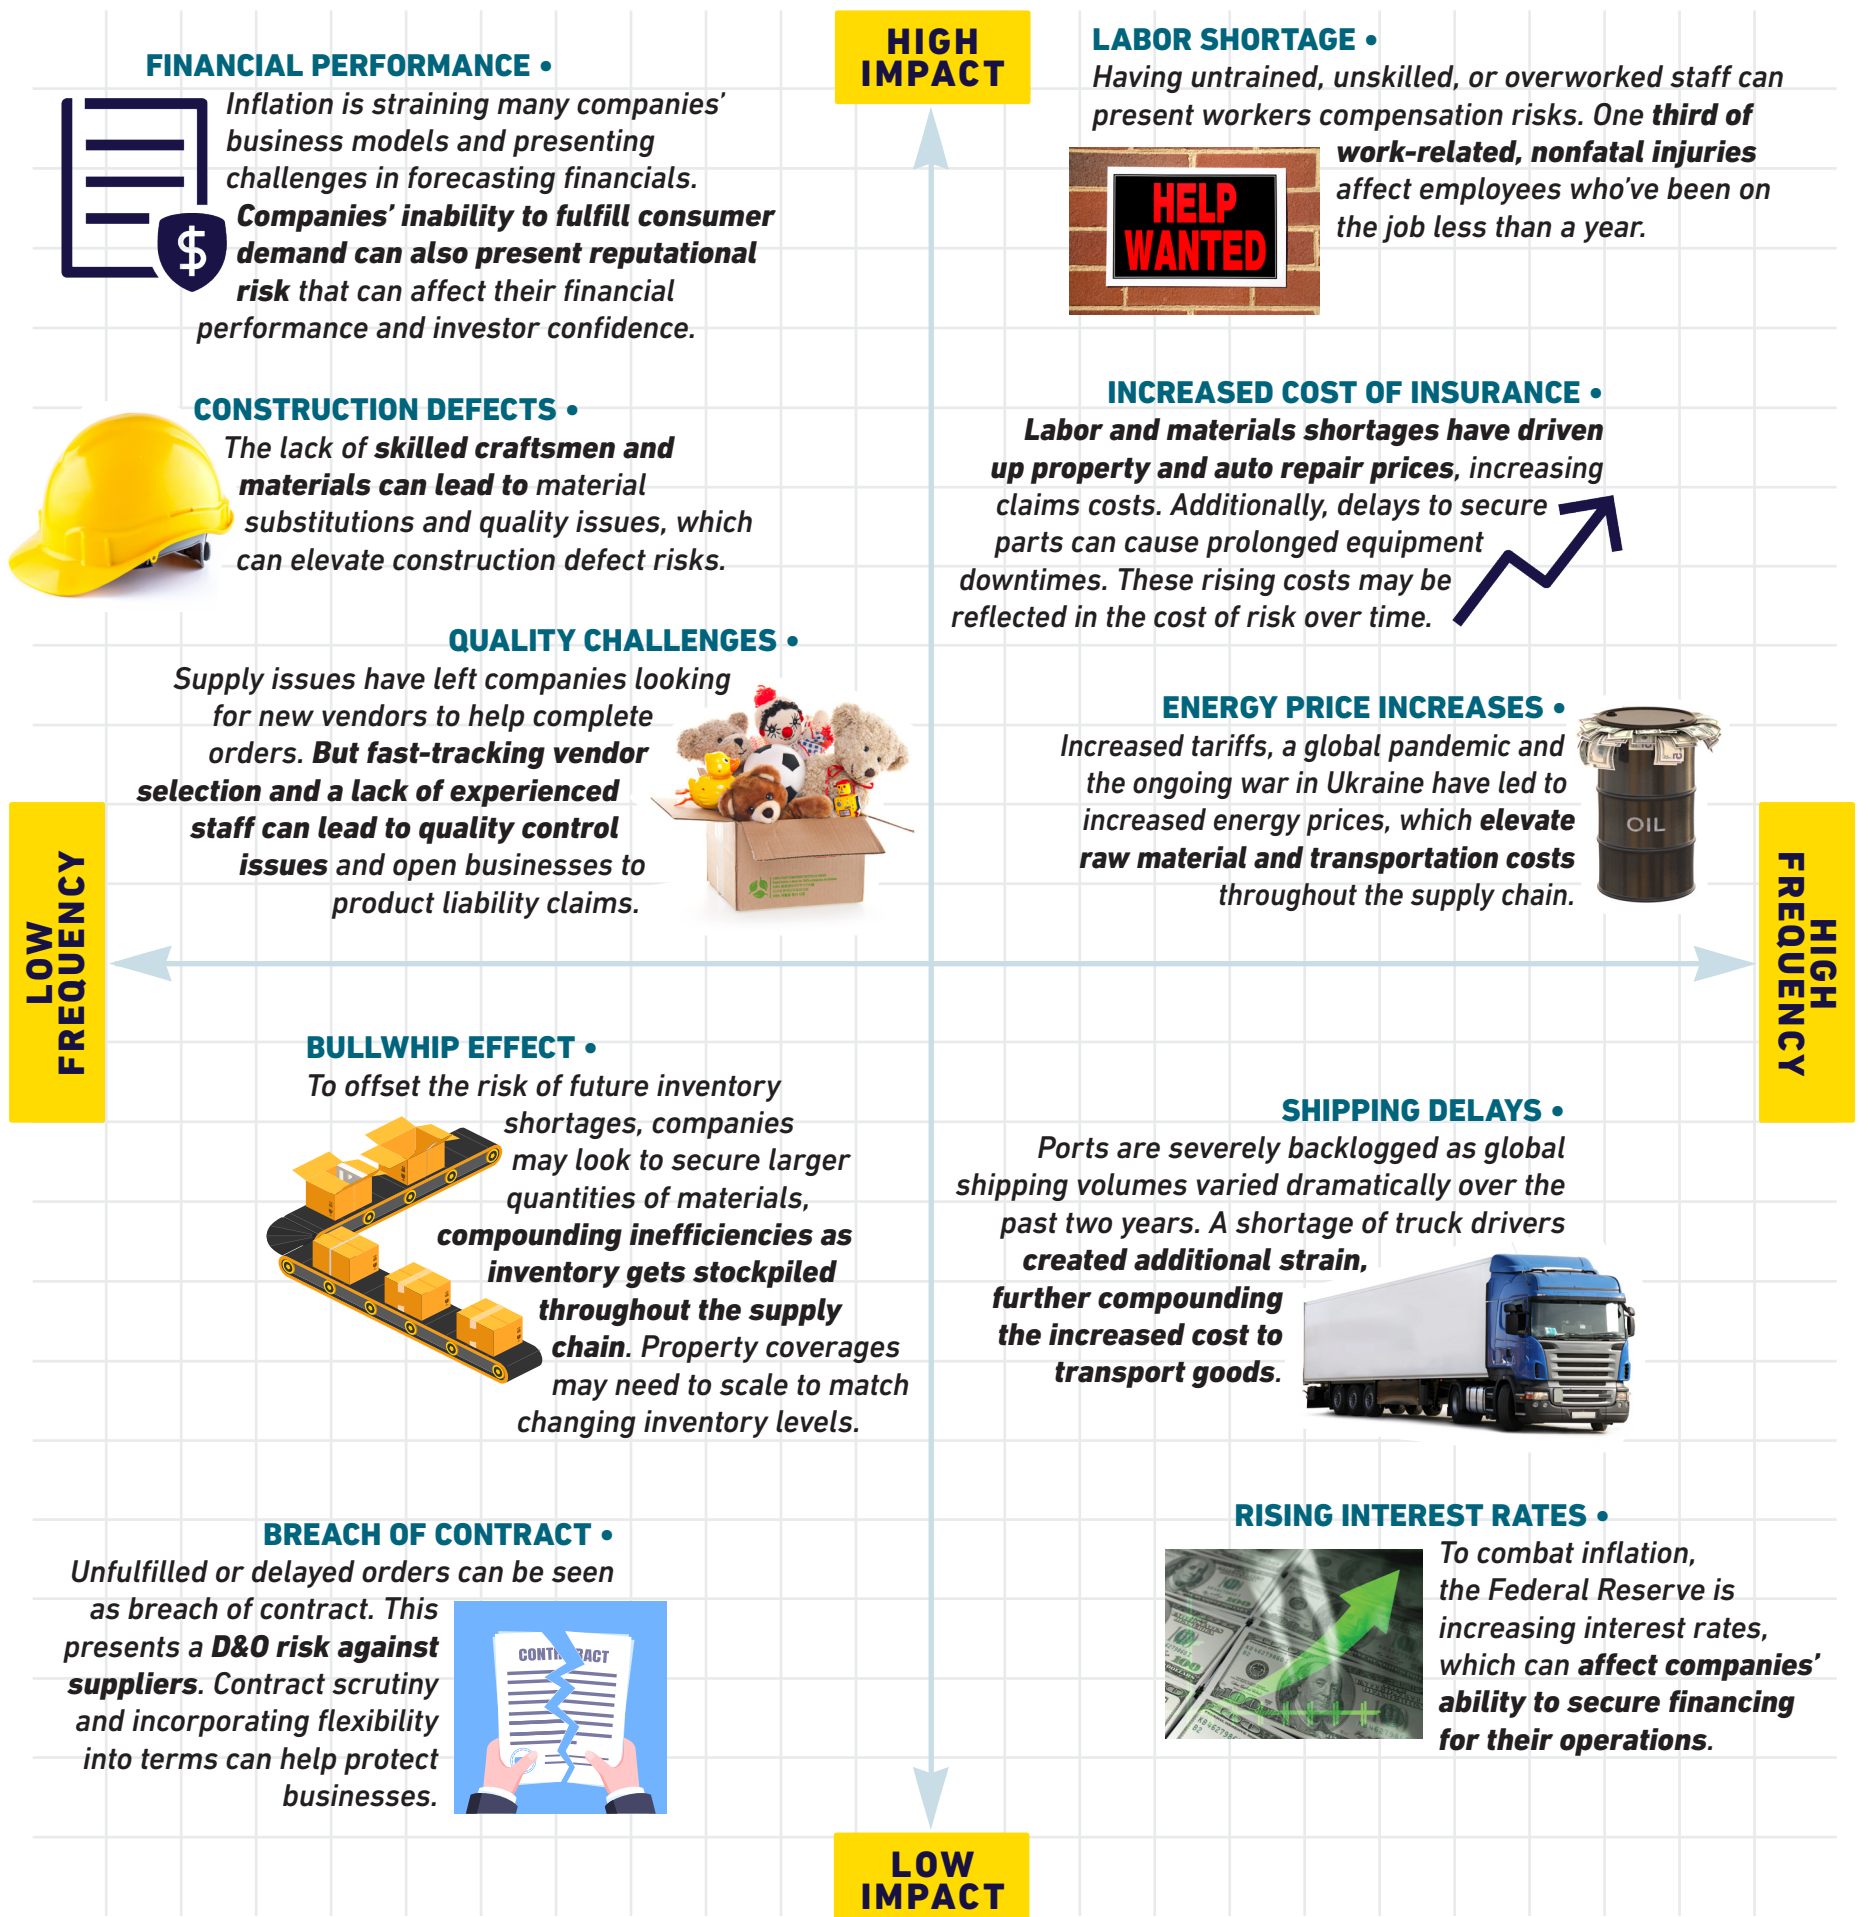 HIGH
IMPACT
FINANCIAL PERFORMANCE •
Inflation is straining many companies’
business models and presenting
challenges in forecasting financials.
Companies’ inability to fulfill consumer
demand can also present reputational
risk that can affect their financial
performance and investor confidence.
$
LABOR SHORTAGE •
Having untrained, unskilled, or overworked staff can
present workers compensation risks. One third of
work-related, nonfatal injuries
affect employees who’ve been on
the job less than a year.
HELP
WANTED
CONSTRUCTION DEFECTS •
The lack of skilled craftsmen and
materials can lead to material
substitutions and quality issues, which
can elevate construction defect risks.
INCREASED COST OF INSURANCE •
Labor and materials shortages have driven
up property and auto repair prices, increasing
claims costs. Additionally, delays to secure
parts can cause prolonged equipment
downtimes. These rising costs may be
reflected in the cost of risk over time.
QUALITY CHALLENGES •
Supply issues have left companies looking
for new vendors to help complete
orders. But fast-tracking vendor
selection and a lack of experienced
staff can lead to quality control
issues and open businesses to
product liability claims.
ENERGY PRICE INCREASES •
Increased tariffs, a global pandemic and
the ongoing war in Ukraine have led to
increased energy prices, which elevate
raw material and transportation costs
throughout the supply chain.
OIL
LOW
FREQUENCY
HIGH
FREQUENCY
BULLWHIP EFFECT •
To offset the risk of future inventory
shortages, companies
may look to secure larger
quantities of materials,
compounding inefficiencies as
inventory gets stockpiled
throughout the supply
chain. Property coverages
may need to scale to match
changing inventory levels.
SHIPPING DELAYS •
Ports are severely backlogged as global
shipping volumes varied dramatically over the
past two years. A shortage of truck drivers
created additional strain,
further compounding
the increased cost to
transport goods.
BREACH OF CONTRACT •
Unfulfilled or delayed orders can be seen
as breach of contract. This
presents a D&O risk against
suppliers. Contract scrutiny
and incorporating flexibility
into terms can help protect
businesses.
RISING INTEREST RATES •
To combat inflation,
the Federal Reserve is
increasing interest rates,
which can affect companies’
ability to secure financing
for their operations.
LOW
IMPACT